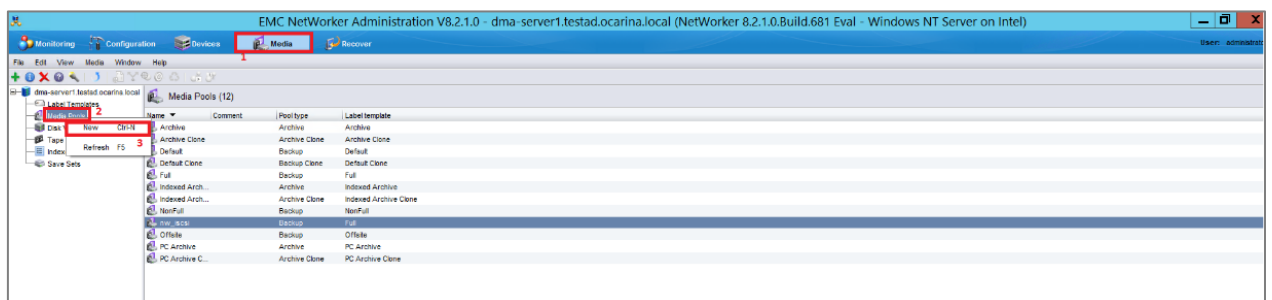 EMC NetWorker Administration V8.2.1.0 - dma-server1.testad.ocarina.local (NetWorker 8.2.1.0.Build.681 Eval - Windows NT Server on Intel)
Monitoring Configuration Devices Media Recover User: administrato
1
File Edit View Media Window Help
dma-server1.testad.ocarina.local
Label Templates
Media Pools 2
New Ctrl-N
3
Refresh F5
Disk
Tape
Index
Save Sets
Media Pools (12)
Name Comment Pool type Label template
Archive Archive Archive
Archive Clone Archive Clone Archive Clone
Default Backup Default
Default Clone Backup Clone Default Clone
Full Backup Full
Indexed Arch... Archive Indexed Archive
Indexed Arch... Archive Clone Indexed Archive Clone
NonFull Backup NonFull
nw_iscsi Backup Full
Offsite Backup Offsite
PC Archive Archive PC Archive
PC Archive C... Archive Clone PC Archive Clone